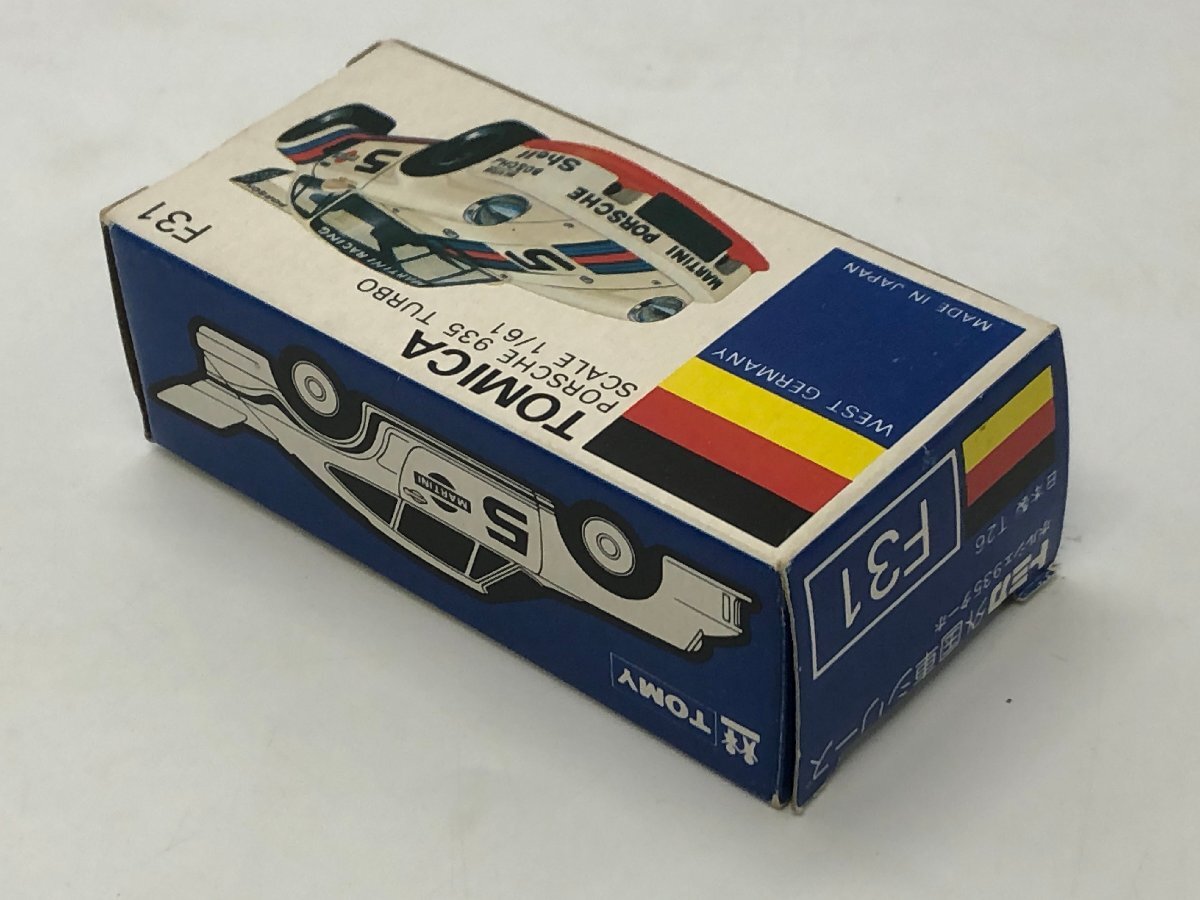 F31
TOMICA
PORSCHE 935 TURBO
SCALE 1/61
WEST GERMANY
MADE IN JAPAN
MARTINI PORSCHE
Shell
BOSCH
5
5
MARTINI RACING
5
MARTINI
TOMY
F31
トミカ 外国車シリーズ
ポルシェ935ターボ
日本製 T26